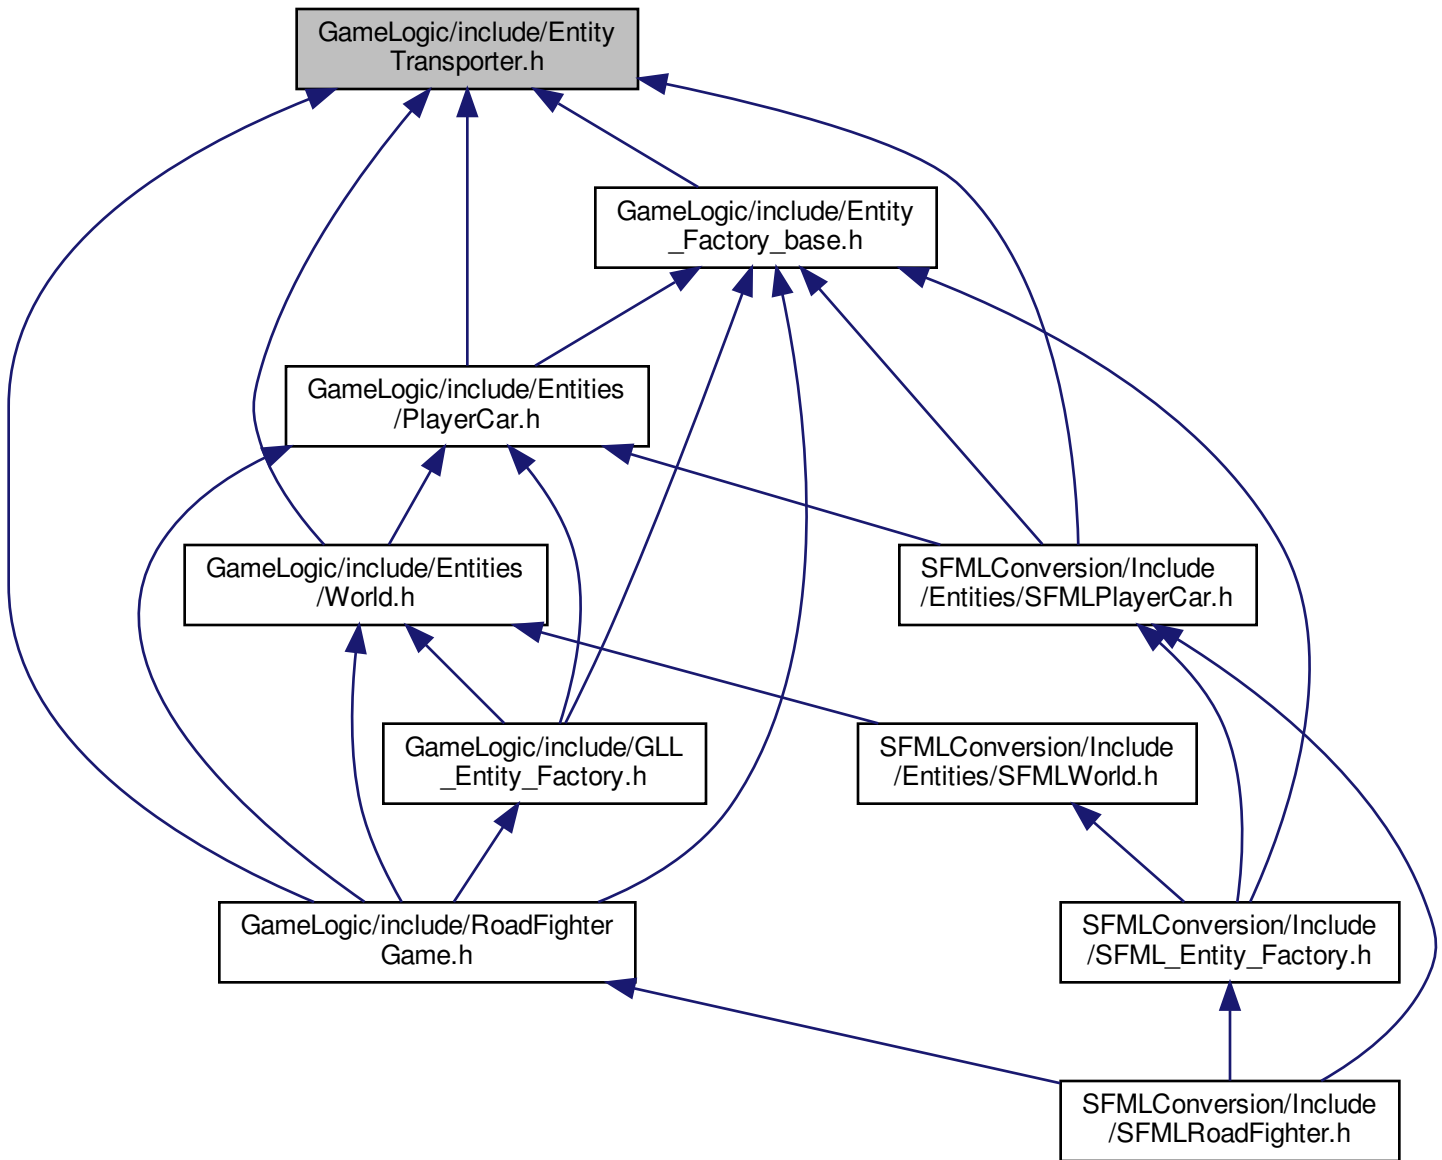 GameLogic/include/Entity
Transporter.h
GameLogic/include/Entity
_Factory_base.h
GameLogic/include/Entities
/PlayerCar.h
GameLogic/include/Entities
/World.h
SFMLConversion/Include
/Entities/SFMLPlayerCar.h
GameLogic/include/GLL
_Entity_Factory.h
SFMLConversion/Include
/Entities/SFMLWorld.h
GameLogic/include/RoadFighter
Game.h
SFMLConversion/Include
/SFML_Entity_Factory.h
SFMLConversion/Include
/SFMLRoadFighter.h